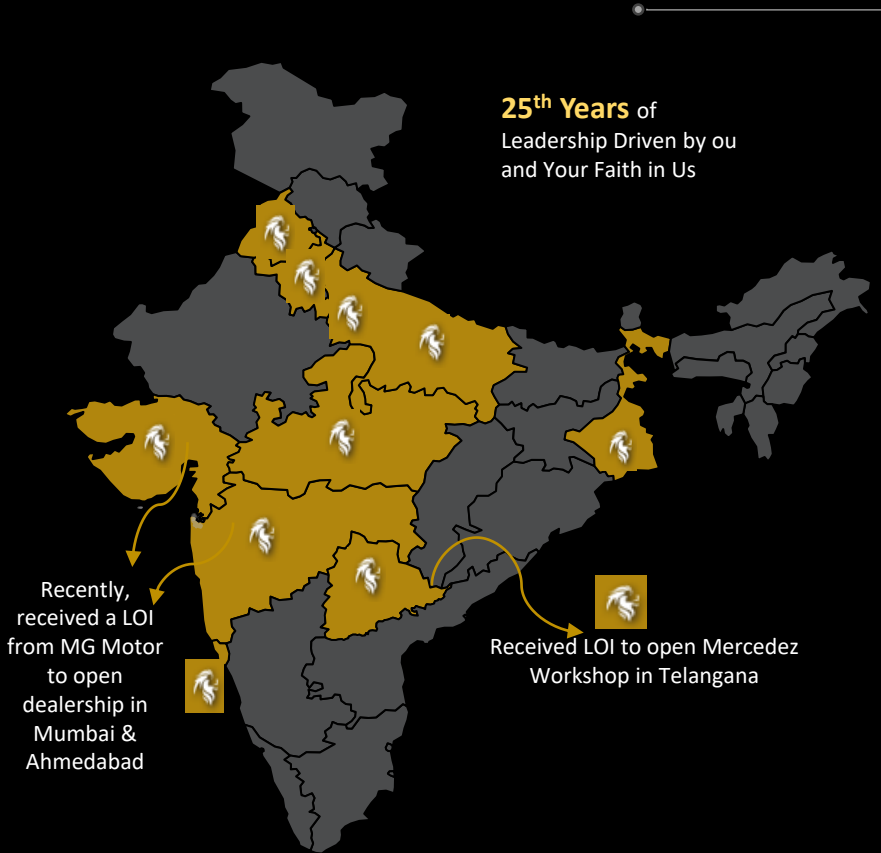 25th Years of
Leadership Driven by ou
and Your Faith in Us
Recently,
received a LOI
from MG Motor
to open
dealership in
Mumbai &
Ahmedabad
Received LOI to open Mercedez
Workshop in Telangana